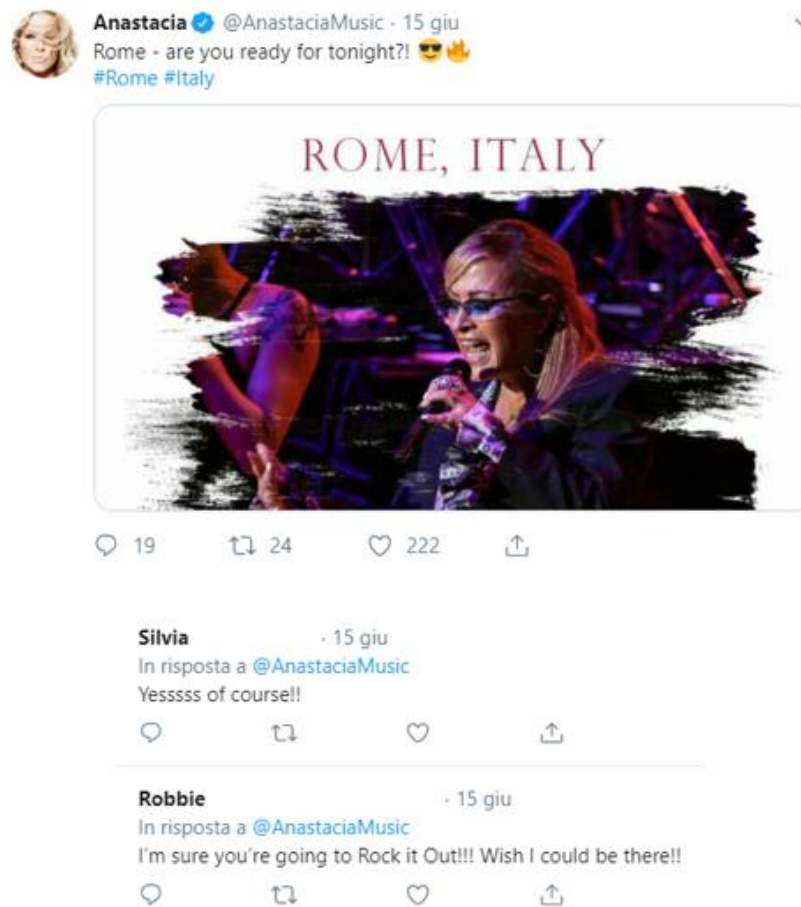 Anastacia @AnastaciaMusic · 15 giu
Rome - are you ready for tonight?! 😎🔥
#Rome #Italy
ROME, ITALY
19 24 222
Silvia · 15 giu
In risposta a @AnastaciaMusic
Yesssss of course!!
Robbie · 15 giu
In risposta a @AnastaciaMusic
I'm sure you're going to Rock it Out!!! Wish I could be there!!